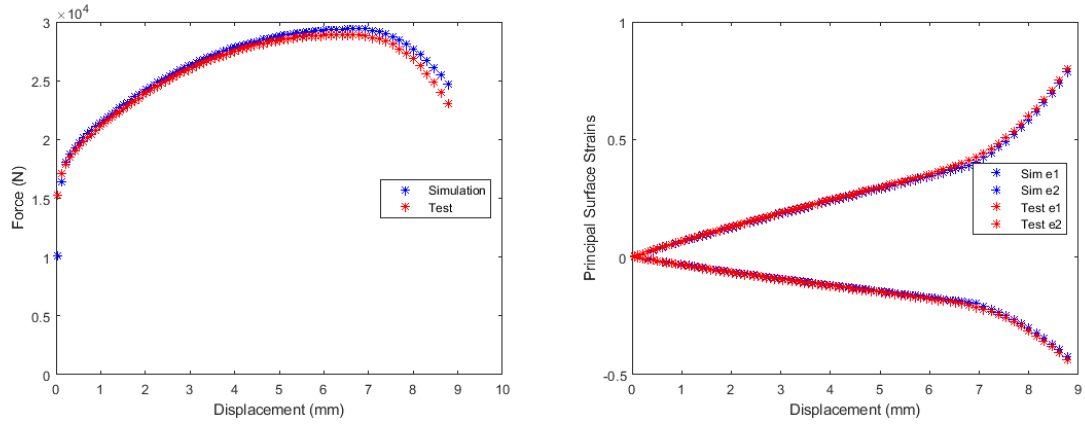 ×10⁴
3
2.5
2
1.5
1
0.5
0
Force (N)
0 1 2 3 4 5 6 7 8 9 10
Displacement (mm)
Simulation
Test
1
0.5
0
-0.5
Principal Surface Strains
0 1 2 3 4 5 6 7 8 9
Displacement (mm)
Sim e1
Sim e2
Test e1
Test e2